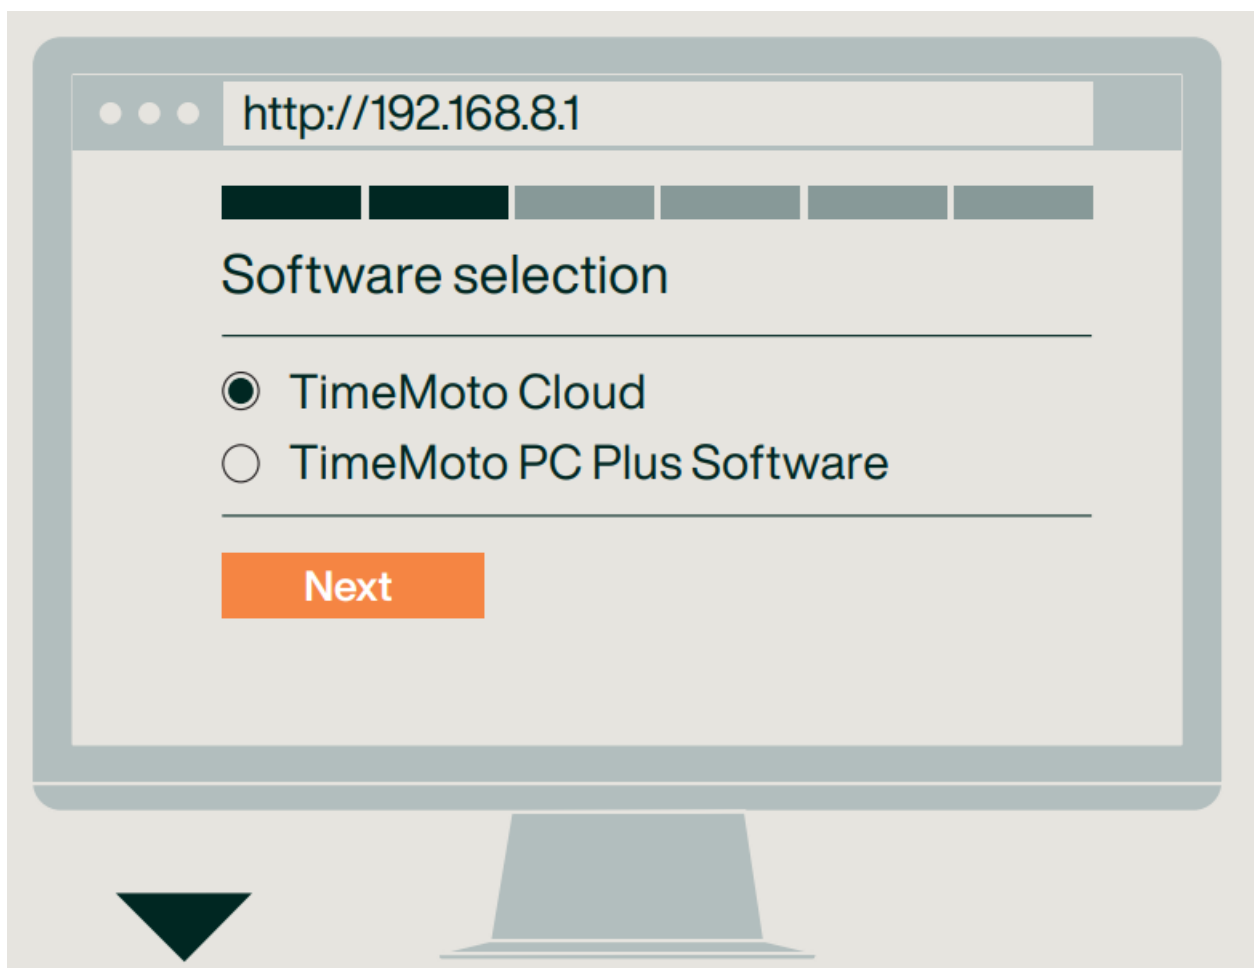 http://192.168.8.1
Software selection
TimeMoto Cloud
TimeMoto PC Plus Software
Next